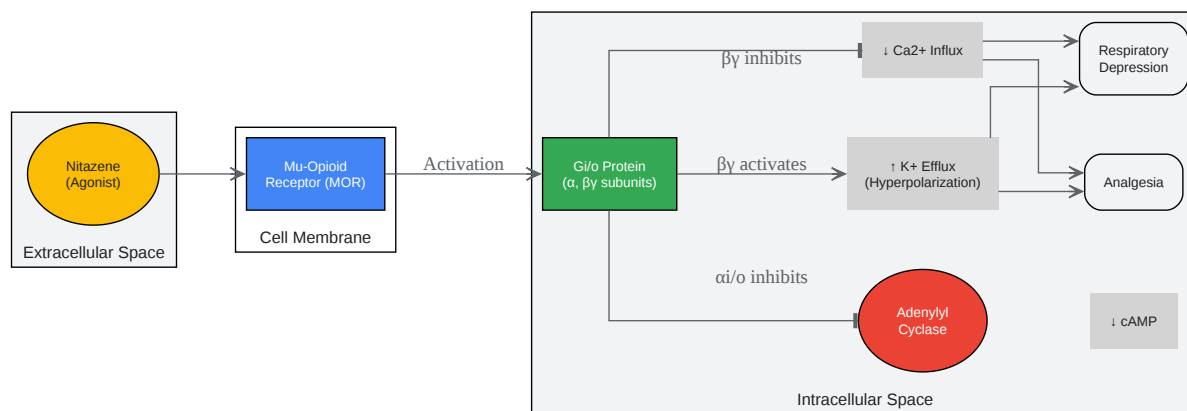 Nitazene
(Agonist)
Extracellular Space
Mu-Opioid
Receptor (MOR)
Cell Membrane
Activation
Gi/o Protein
(α, βγ subunits)
βγ inhibits
↓ Ca2+ Influx
Respiratory
Depression
βγ activates
↑ K+ Efflux
(Hyperpolarization)
Analgesia
αi/o inhibits
Adenylyl
Cyclase
↓ cAMP
Intracellular Space